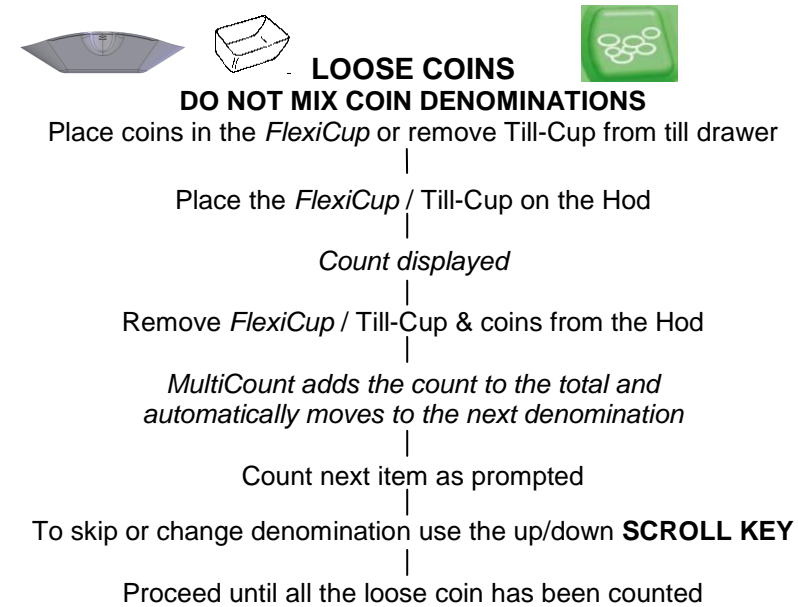 LOOSE COINS
DO NOT MIX COIN DENOMINATIONS
Place coins in the FlexiCup or remove Till-Cup from till drawer
Place the FlexiCup / Till-Cup on the Hod
Count displayed
Remove FlexiCup / Till-Cup & coins from the Hod
MultiCount adds the count to the total and
automatically moves to the next denomination
Count next item as prompted
To skip or change denomination use the up/down SCROLL KEY
Proceed until all the loose coin has been counted